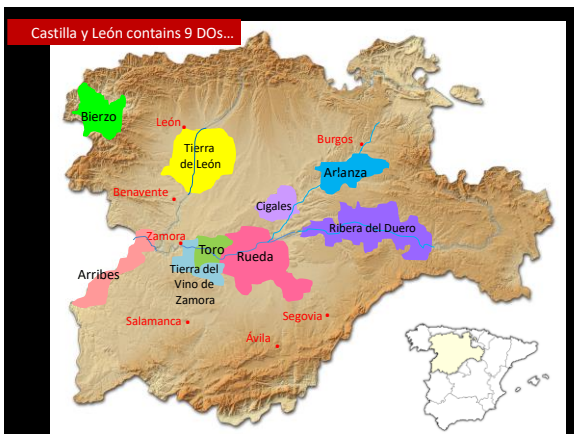 Castilla y León contains 9 DOs…
Bierzo
León
Tierra
de León
Burgos
Arlanza
Benavente
Cigales
Ribera del Duero
Zamora
Toro
Rueda
Arribes
Tierra del
Vino de
Zamora
Salamanca
Segovia
Ávila